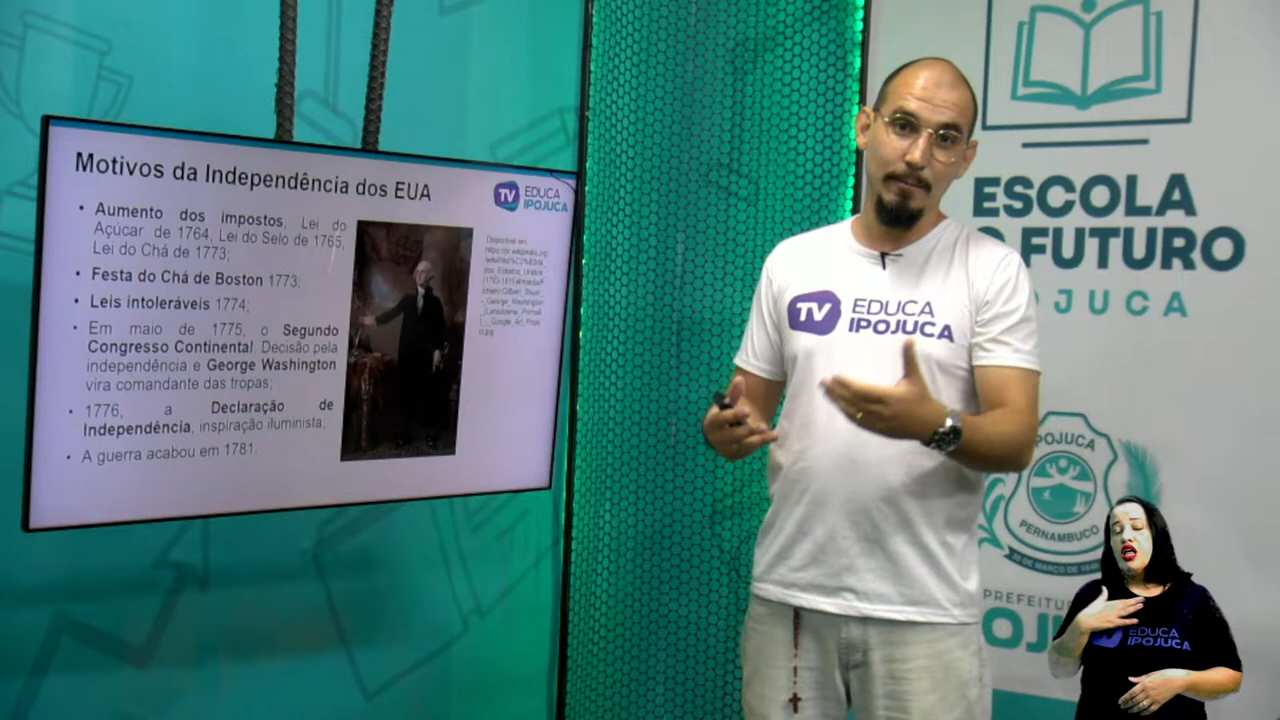 Motivos da Independência dos EUA
TV EDUCA
IPOJUCA
• Aumento dos impostos, Lei do
Açúcar de 1764, Lei do Selo de 1765,
Lei do Chá de 1773;
• Festa do Chá de Boston 1773;
• Leis intoleráveis 1774;
• Em maio de 1775, o Segundo
Congresso Continental. Decisão pela
independência e George Washington
vira comandante das tropas;
• 1776, a Declaração de
Independência, inspiração iluminista;
• A guerra acabou em 1781.
Disponível em:
TV EDUCA
IPOJUCA
ESCOLA
FUTURO
OJUCA
IPOJUCA
PERNAMBUCO
PREFEITU
OJ
EDUCA
IPOJUCA